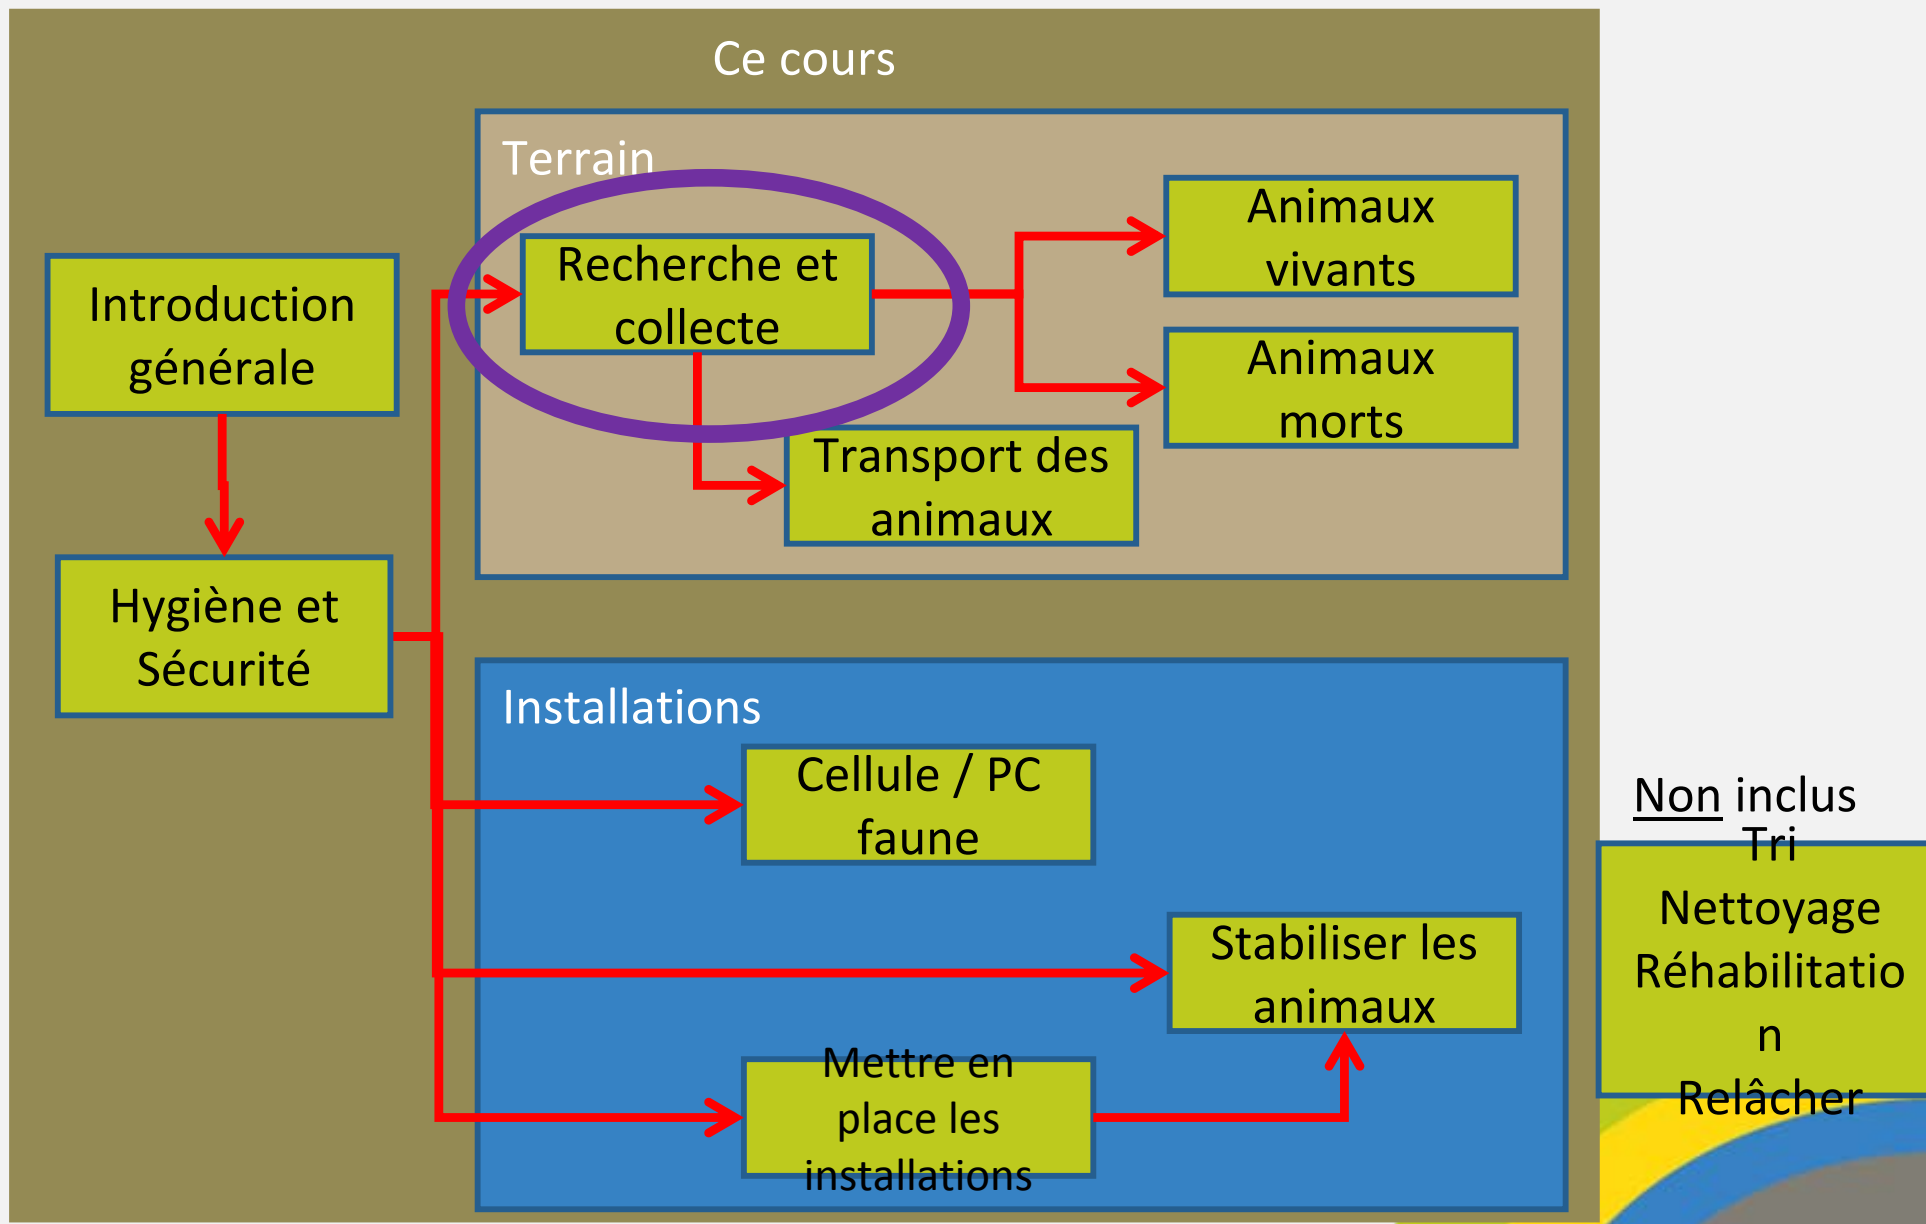 Ce cours
Terrain
Introduction
générale
Hygiène et
Sécurité
Recherche et
collecte
Animaux
vivants
Animaux
morts
Transport des
animaux
Installations
Cellule / PC
faune
Stabiliser les
animaux
Mettre en
place les
installations
Non inclus
Tri
Nettoyage
Réhabilitatio
n
Relâcher